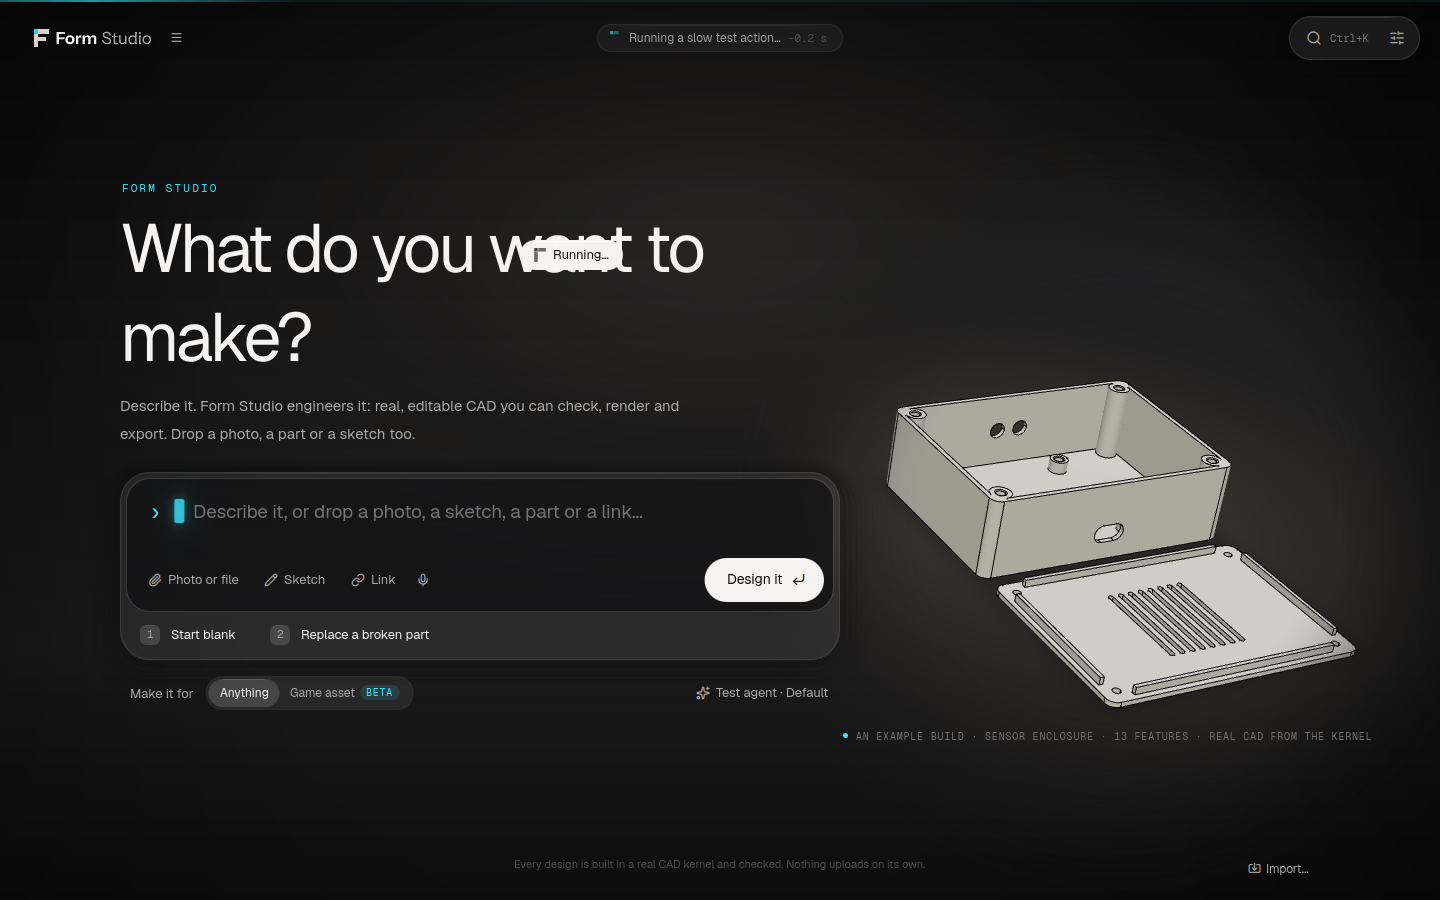 Form Studio
Running a slow test action… ~0.2 s
Ctrl+K
FORM STUDIO
What do you want to
Running…
make?
Describe it. Form Studio engineers it: real, editable CAD you can check, render and
export. Drop a photo, a part or a sketch too.
› Describe it, or drop a photo, a sketch, a part or a link…
Photo or file Sketch Link Design it
1 Start blank 2 Replace a broken part
Make it for Anything Game asset BETA Test agent · Default
AN EXAMPLE BUILD · SENSOR ENCLOSURE · 13 FEATURES · REAL CAD FROM THE KERNEL
Every design is built in a real CAD kernel and checked. Nothing uploads on its own.
Import…